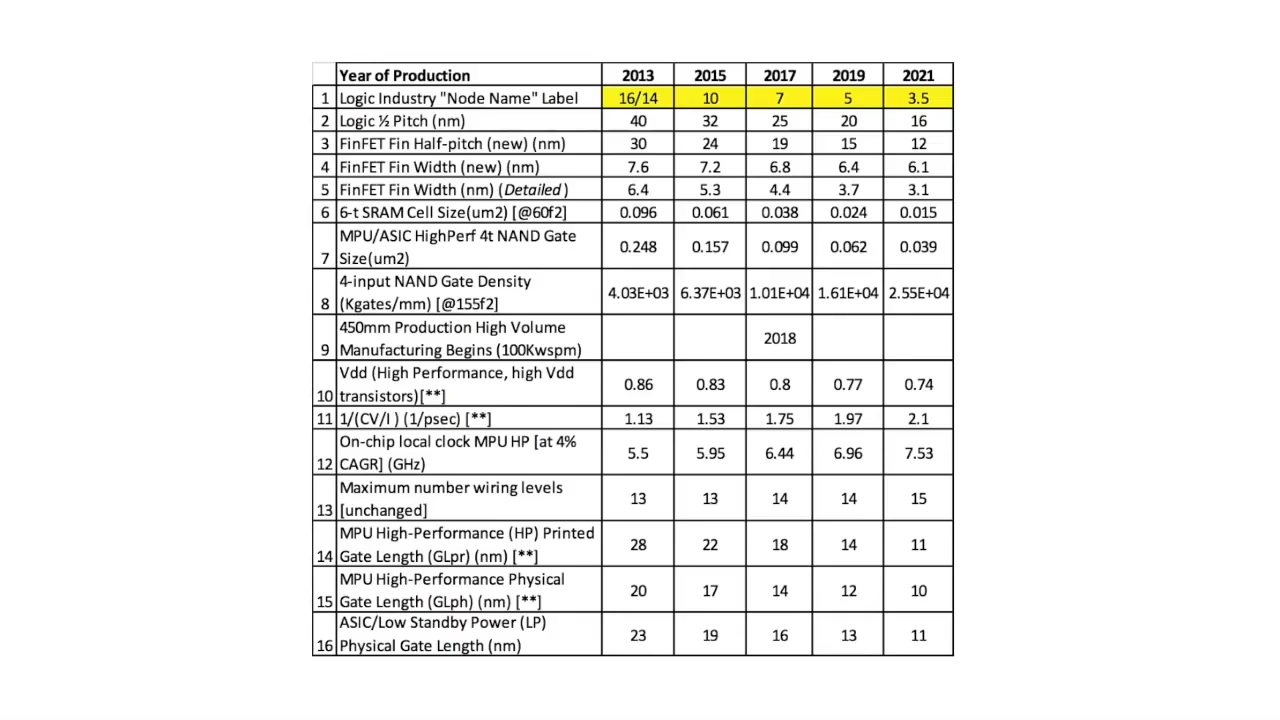 Year of Production 2013 2015 2017 2019 2021
1 Logic Industry "Node Name" Label 16/14 10 7 5 3.5
2 Logic ½ Pitch (nm) 40 32 25 20 16
3 FinFET Fin Half-pitch (new) (nm) 30 24 19 15 12
4 FinFET Fin Width (new) (nm) 7.6 7.2 6.8 6.4 6.1
5 FinFET Fin Width (nm) (Detailed) 6.4 5.3 4.4 3.7 3.1
6 6-t SRAM Cell Size(um2) [@60f2] 0.096 0.061 0.038 0.024 0.015
MPU/ASIC HighPerf 4t NAND Gate
7 Size(um2) 0.248 0.157 0.099 0.062 0.039
4-input NAND Gate Density
8 (Kgates/mm) [@155f2] 4.03E+03 6.37E+03 1.01E+04 1.61E+04 2.55E+04
450mm Production High Volume
9 Manufacturing Begins (100Kwspm) 2018
Vdd (High Performance, high Vdd
10 transistors)[**] 0.86 0.83 0.8 0.77 0.74
11 1/(CV/I ) (1/psec) [**] 1.13 1.53 1.75 1.97 2.1
On-chip local clock MPU HP [at 4%
12 CAGR] (GHz) 5.5 5.95 6.44 6.96 7.53
Maximum number wiring levels
13 [unchanged] 13 13 14 14 15
MPU High-Performance (HP) Printed
14 Gate Length (GLpr) (nm) [**] 28 22 18 14 11
MPU High-Performance Physical
15 Gate Length (GLph) (nm) [**] 20 17 14 12 10
ASIC/Low Standby Power (LP)
16 Physical Gate Length (nm) 23 19 16 13 11